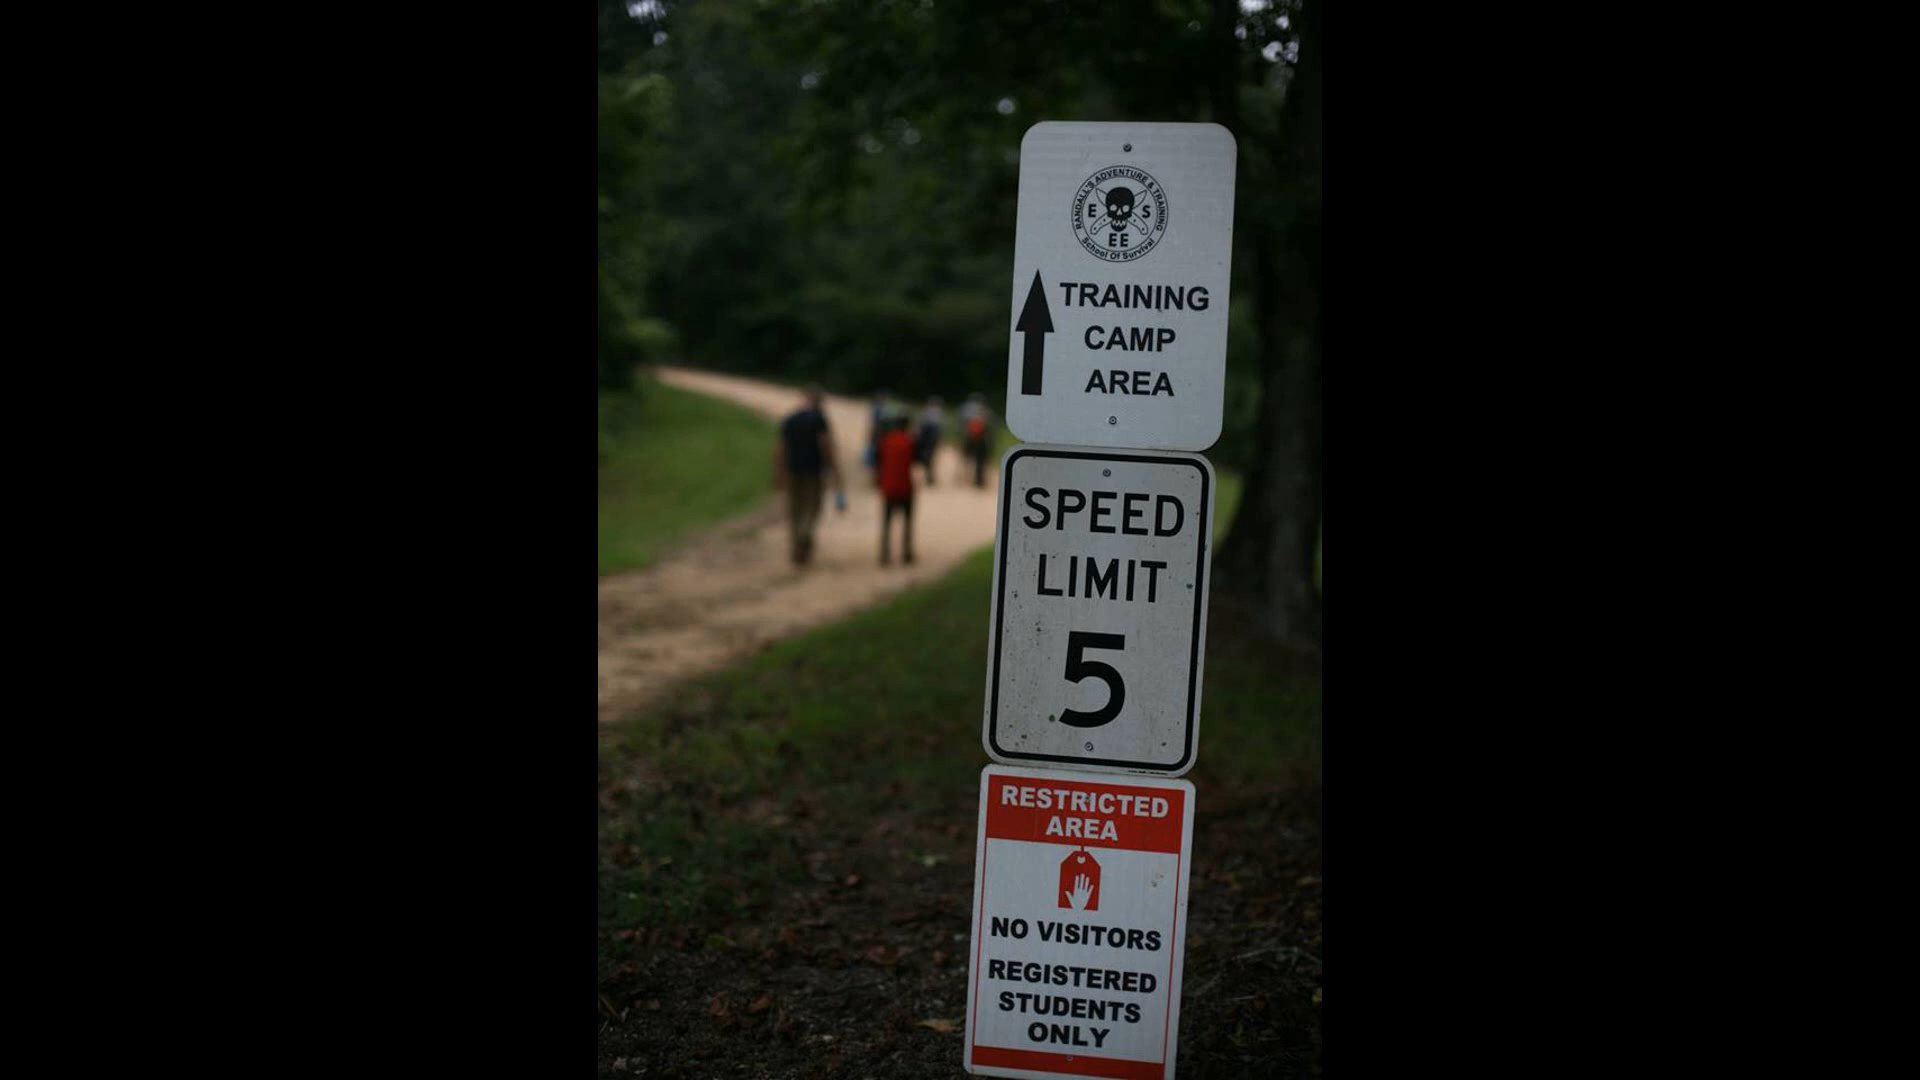 RANDALL'S ADVENTURE & TRAINING
E S
EE
School Of Survival
TRAINING
CAMP
AREA
SPEED
LIMIT
5
RESTRICTED
AREA
NO VISITORS
REGISTERED
STUDENTS
ONLY